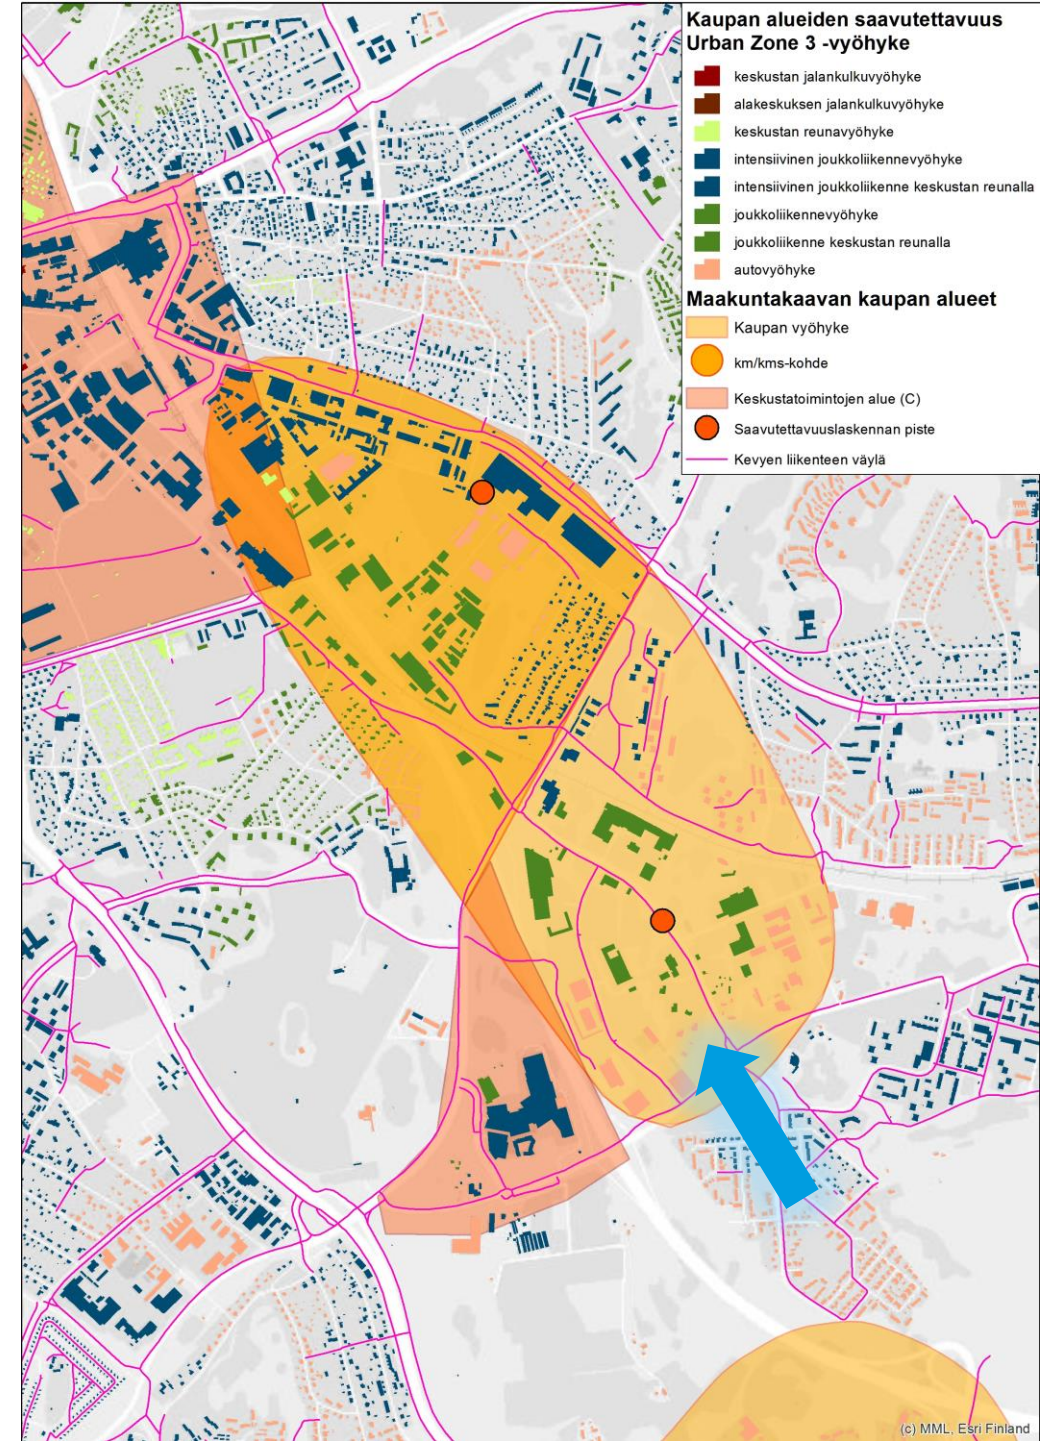 Kaupan alueiden saavutettavuus
Urban Zone 3 -vyöhyke
keskustan jalankulkuvyöhyke
alakeskuksen jalankulkuvyöhyke
keskustan reunavyöhyke
intensiivinen joukkoliikennevyöhyke
intensiivinen joukkoliikenne keskustan reunalla
joukkoliikennevyöhyke
joukkoliikenne keskustan reunalla
autovyöhyke
Maakuntakaavan kaupan alueet
Kaupan vyöhyke
km/kms-kohde
Keskustatoimintojen alue (C)
Saavutettavuuslaskennan piste
Kevyen liikenteen väylä
(c) MML, Esri Finland